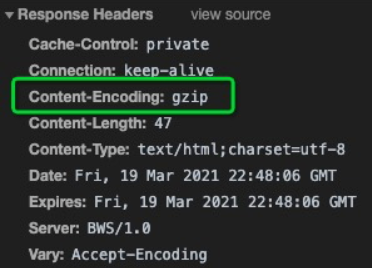 Response Headers view source
Cache-Control: private
Connection: keep-alive
Content-Encoding: gzip
Content-Length: 47
Content-Type: text/html;charset=utf-8
Date: Fri, 19 Mar 2021 22:48:06 GMT
Expires: Fri, 19 Mar 2021 22:48:06 GMT
Server: BWS/1.0
Vary: Accept-Encoding